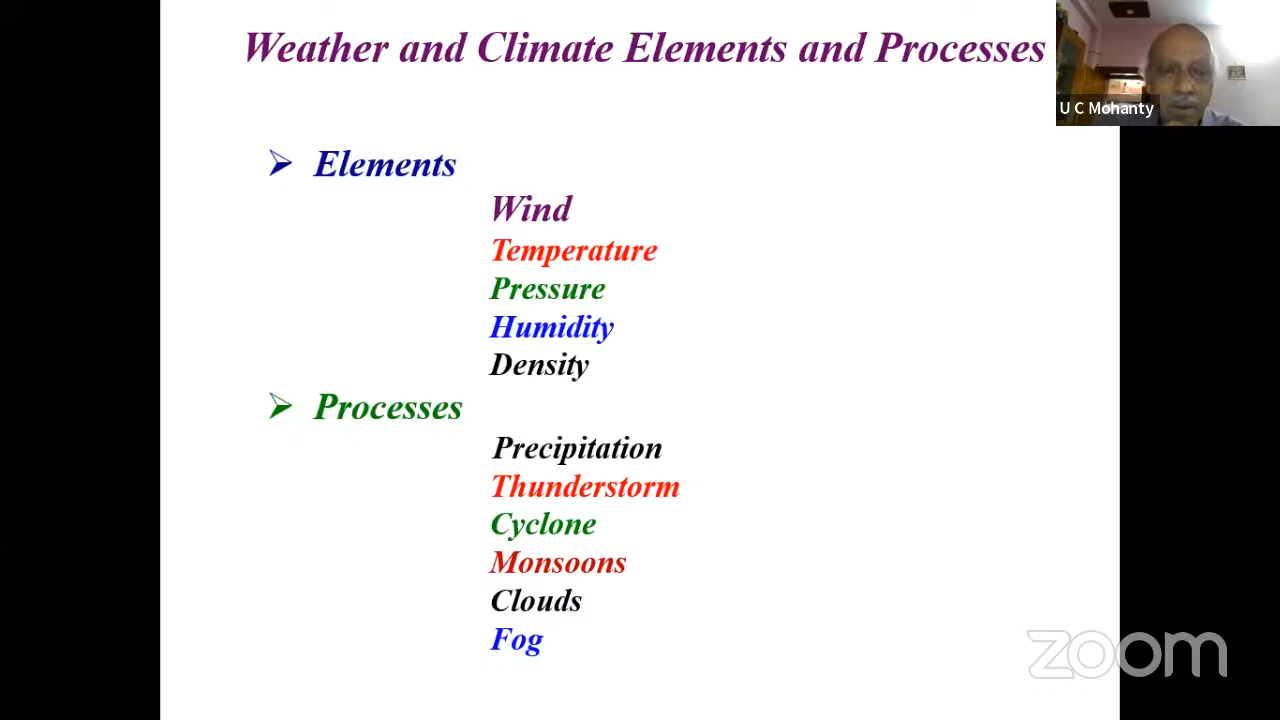 Weather and Climate Elements and Processes
U C Mohanty
Elements
Wind
Temperature
Pressure
Humidity
Density
Processes
Precipitation
Thunderstorm
Cyclone
Monsoons
Clouds
Fog
zoom